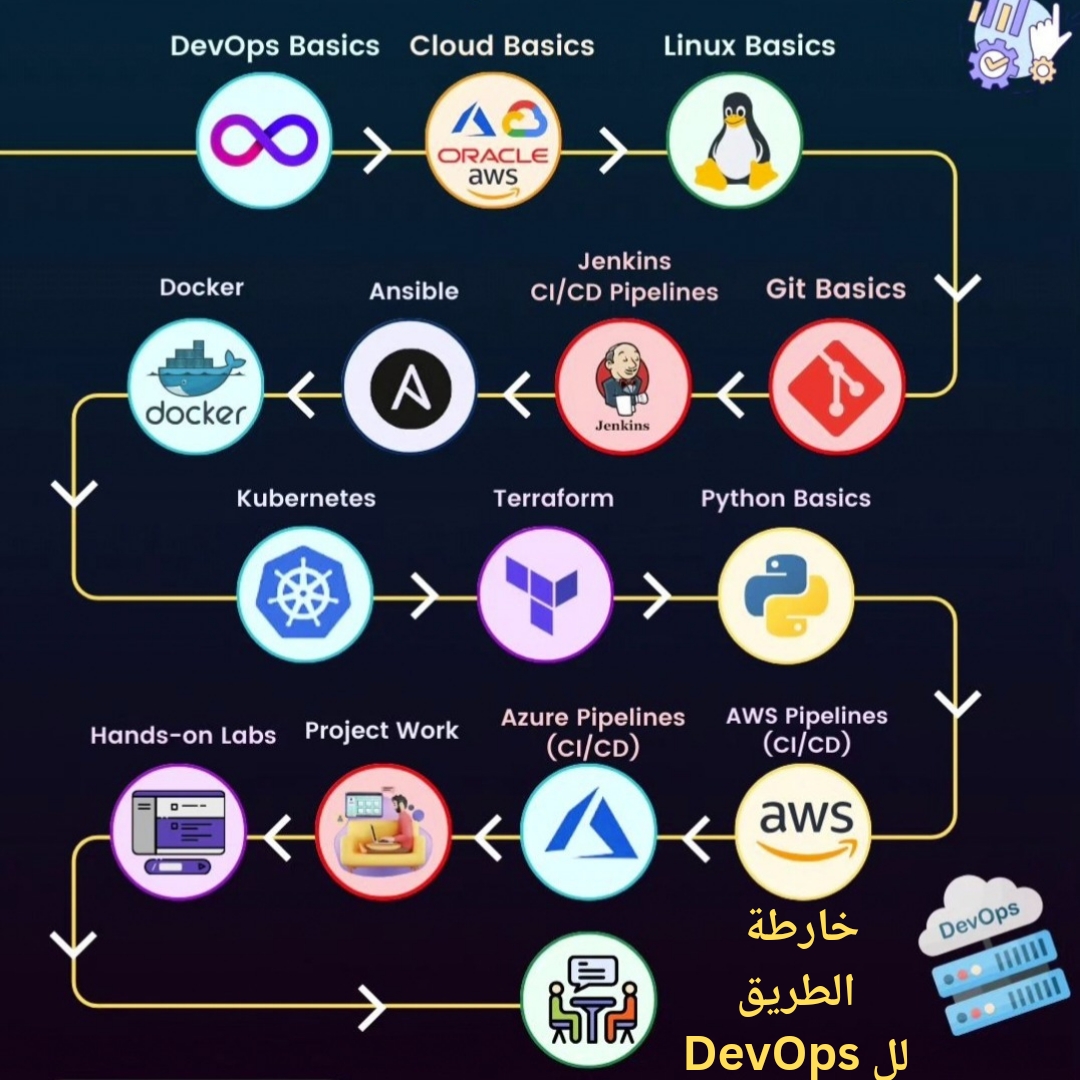 DevOps Basics
Cloud Basics
Linux Basics
ORACLE
aws
Jenkins
CI/CD Pipelines
Git Basics
Ansible
Docker
Jenkins
docker
Kubernetes
Terraform
Python Basics
AWS Pipelines
(CI/CD)
Azure Pipelines
(CI/CD)
Project Work
Hands-on Labs
aws
خارطة
الطريق
لل DevOps
DevOps